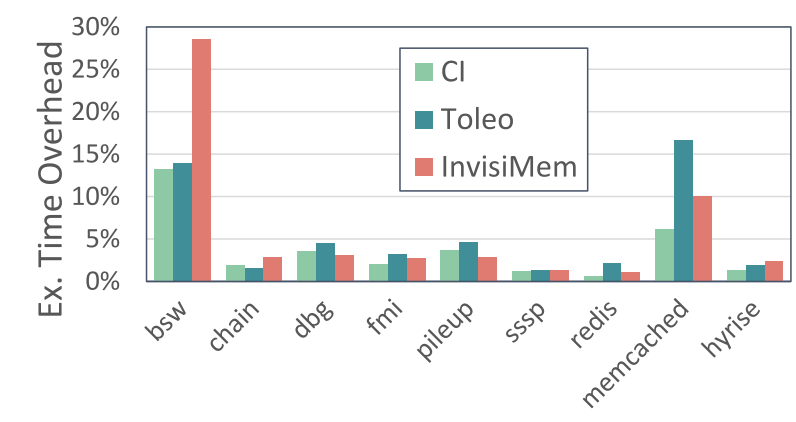 Ex. Time Overhead
30%
25%
20%
15%
10%
5%
0%
CI
Toleo
InvisiMem
bsw
chain
dbg
fmi
pileup
sssp
redis
memcached
hyrise